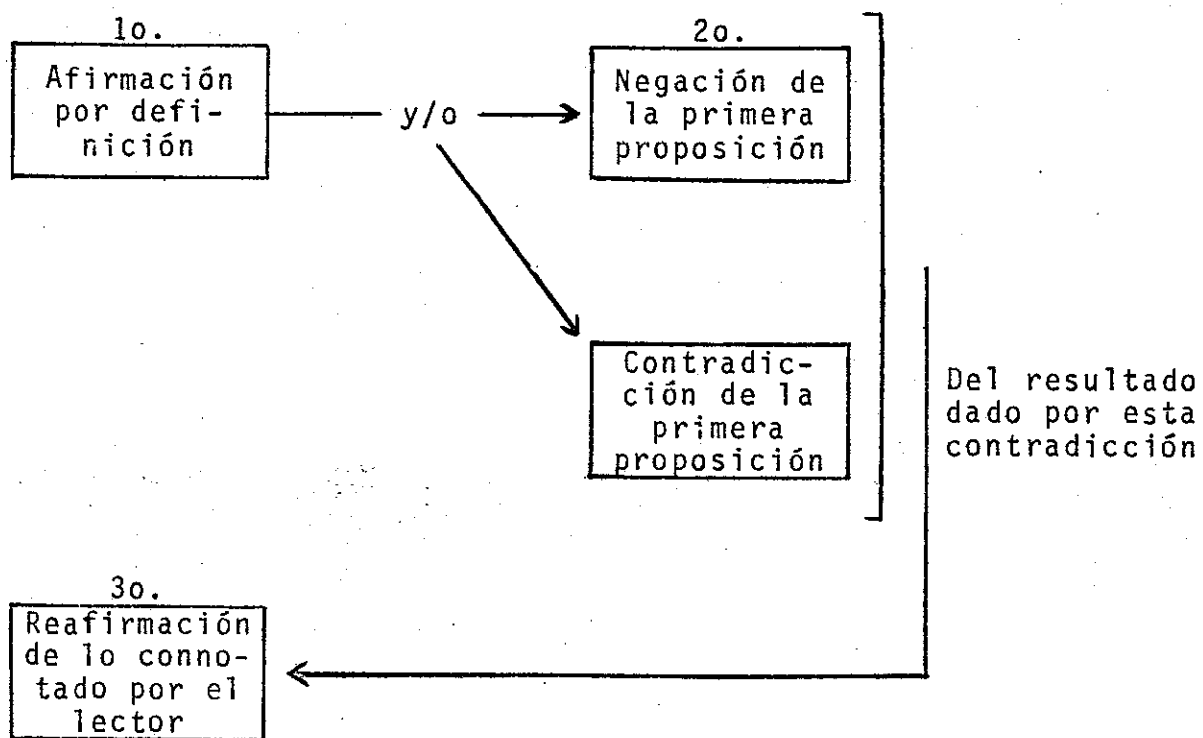 1o.
Afirmación
por defi-
nición
y/o
2o.
Negación de
la primera
proposición
Contradic-
ción de la
primera
proposición
Del resultado
dado por esta
contradicción
3o.
Reafirmación
de lo conno-
tado por el
lector